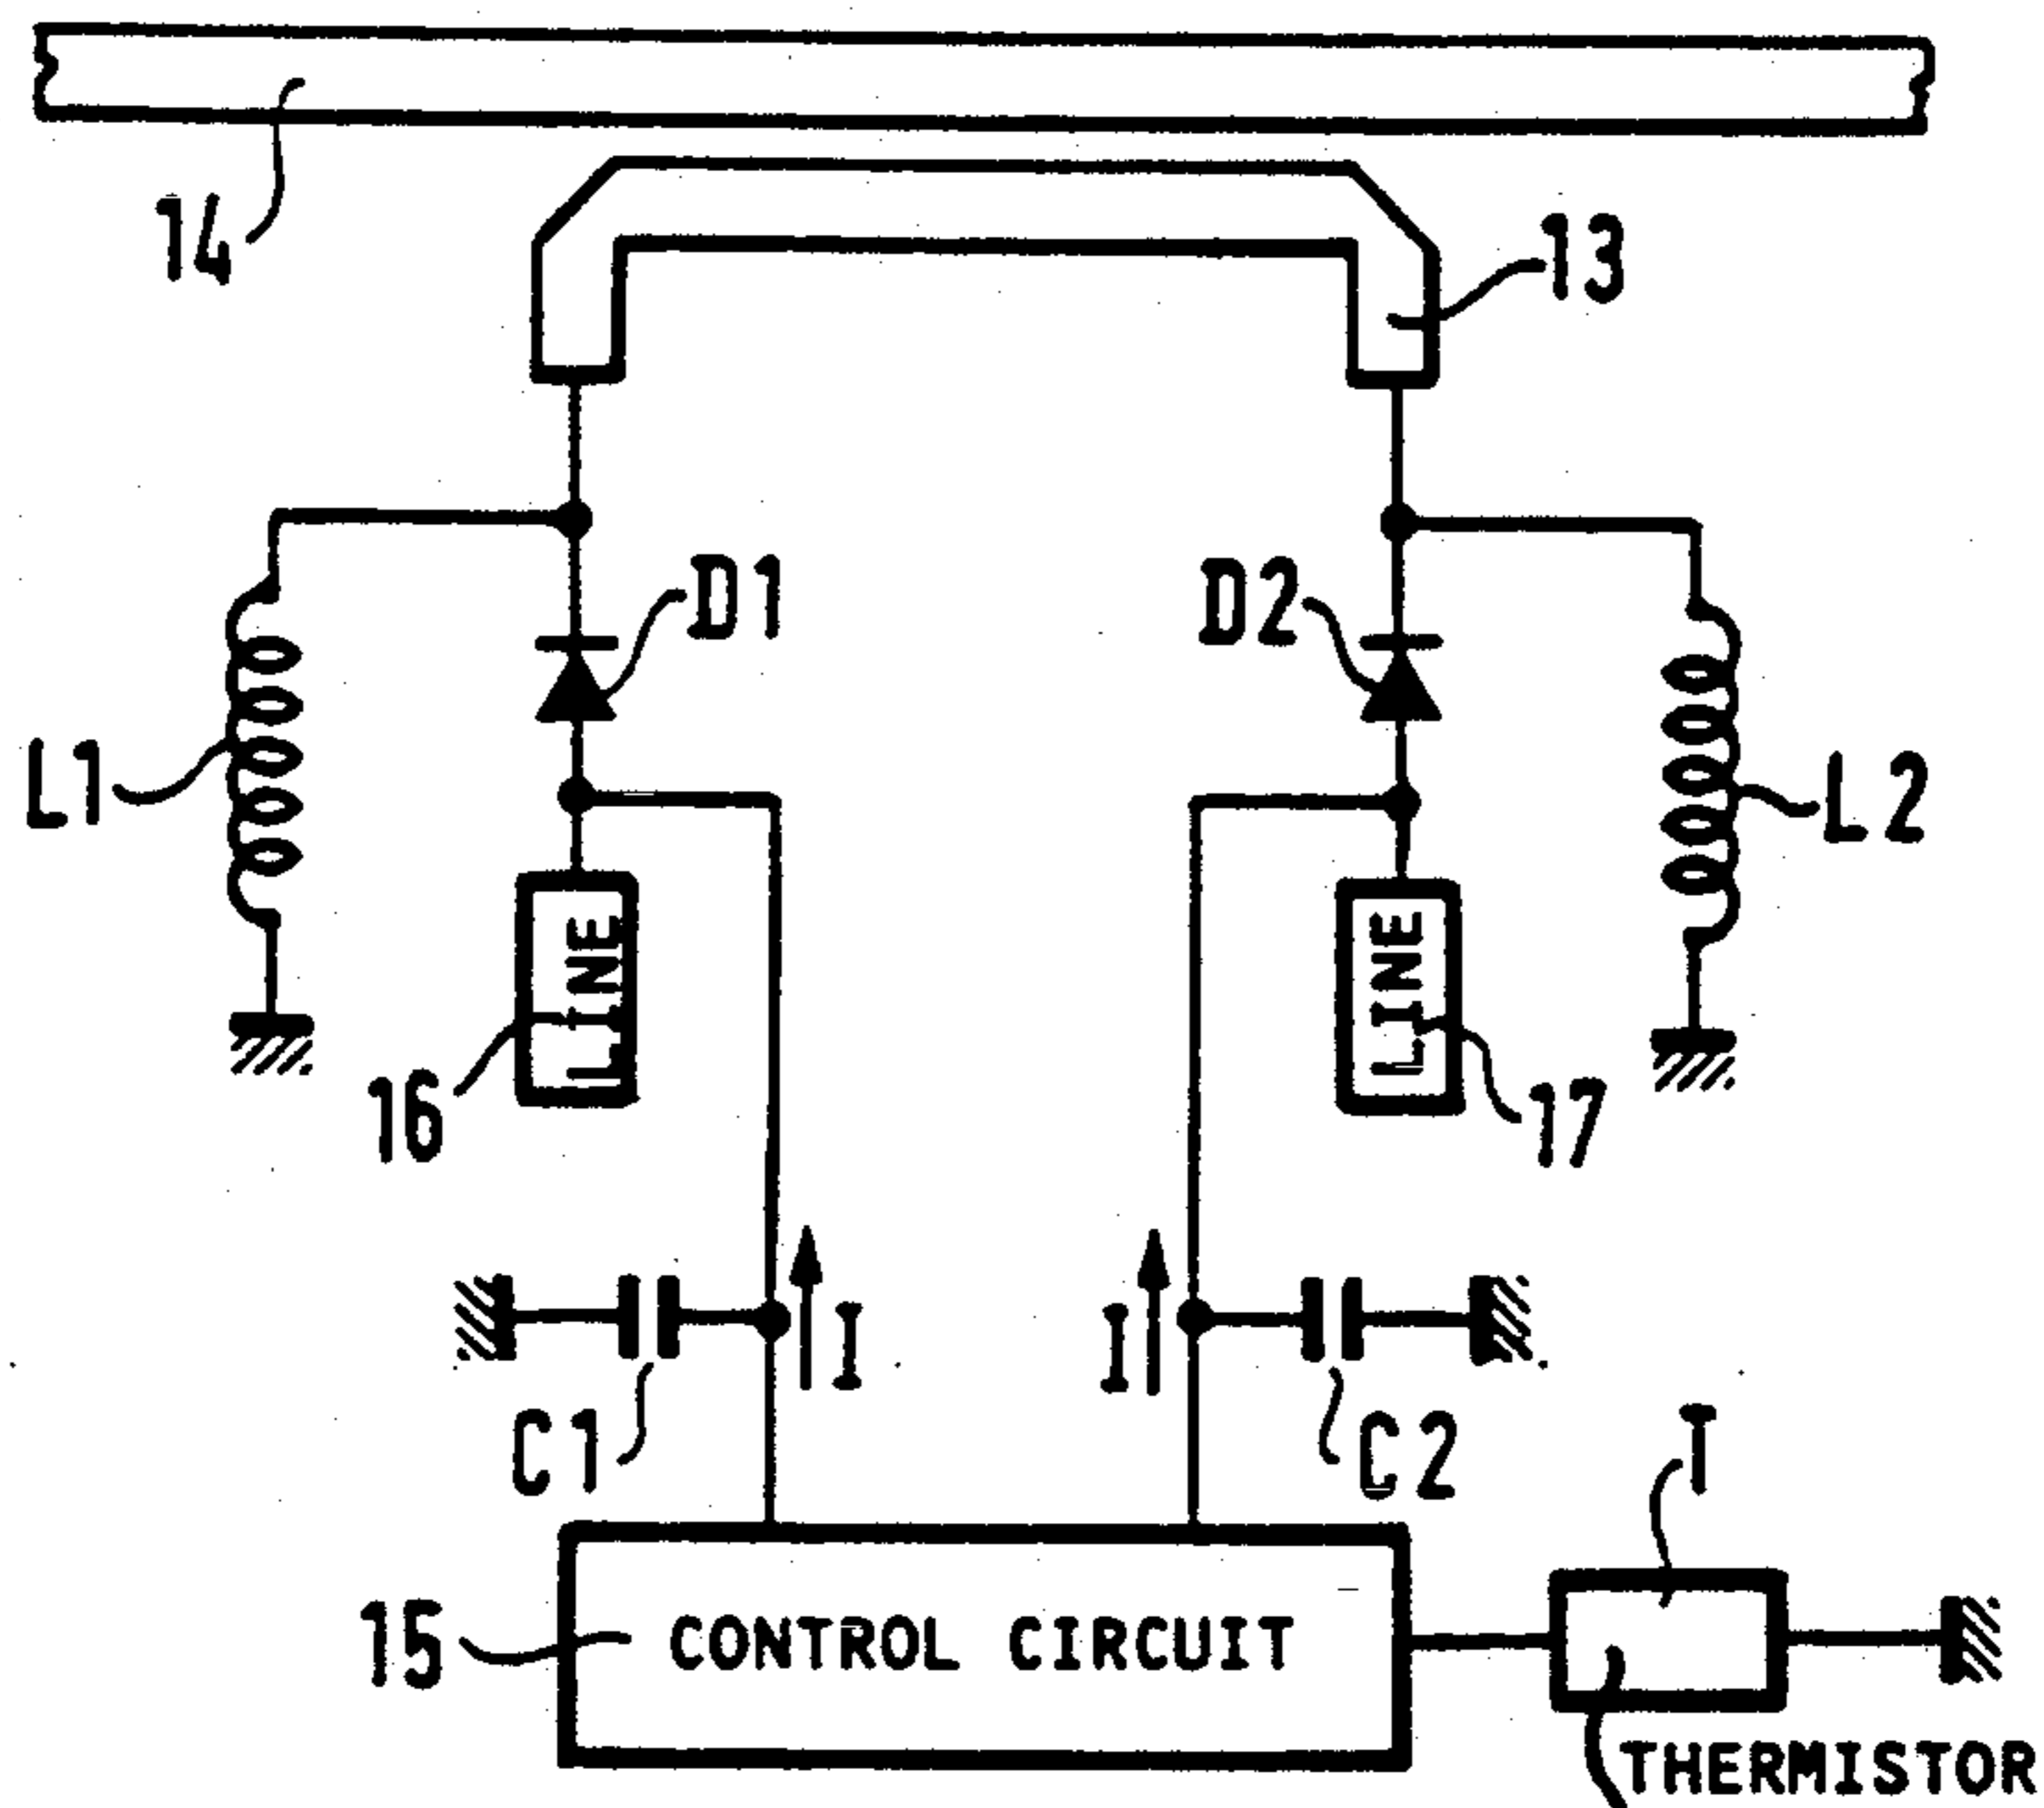 14
13
D1
D2
L1
L2
LINE
LINE
16
17
I
I
C1
C2
T
15
CONTROL CIRCUIT
THERMISTOR